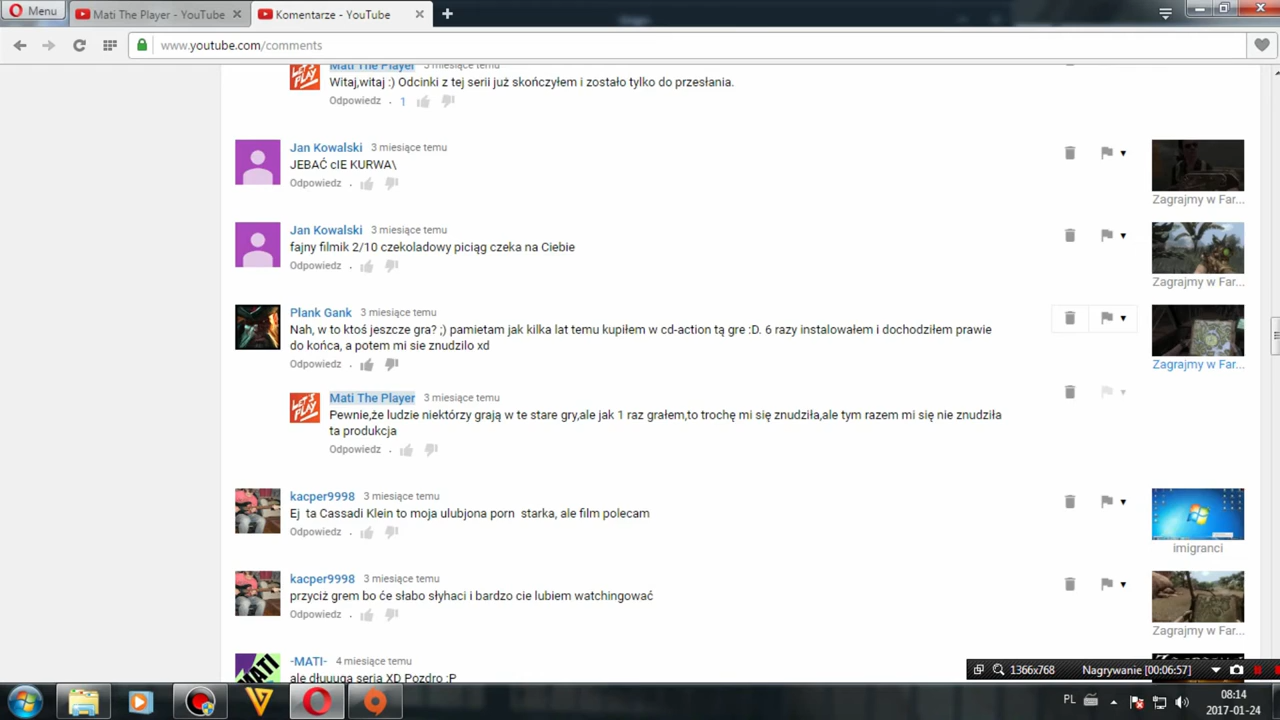 Menu
Mati The Player - YouTube
Komentarze - YouTube
www.youtube.com/comments
Mati The Player 3 miesiące temu
Witaj,witaj :) Odcinki z tej serii już skończyłem i zostało tylko do przesłania.
Odpowiedz . 1
Jan Kowalski 3 miesiące temu
JEBAĆ cIE KURWA\
Odpowiedz .
Zagrajmy w Far...
Jan Kowalski 3 miesiące temu
fajny filmik 2/10 czekoladowy piciąg czeka na Ciebie
Odpowiedz .
Zagrajmy w Far...
Plank Gank 3 miesiące temu
Nah, w to ktoś jeszcze gra? ;) pamietam jak kilka lat temu kupiłem w cd-action tą gre :D. 6 razy instalowałem i dochodziłem prawie
do końca, a potem mi sie znudzilo xd
Odpowiedz .
Zagrajmy w Far...
LET'S PLAY
Mati The Player 3 miesiące temu
Pewnie,że ludzie niektórzy grają w te stare gry,ale jak 1 raz grałem,to trochę mi się znudziła,ale tym razem mi się nie znudziła
ta produkcja
Odpowiedz .
kacper9998 3 miesiące temu
Ej ta Cassadi Klein to moja ulubjona porn starka, ale film polecam
Odpowiedz .
imigranci
kacper9998 3 miesiące temu
przyciż grem bo će słabo słyhaci i bardzo cie lubiem watchingować
Odpowiedz .
Zagrajmy w Far...
MATI
-MATI- 4 miesiące temu
ale dłuuuga seria XD Pozdro :P
1366x768 Nagrywanie [00:06:57]
PL
08:14
2017-01-24